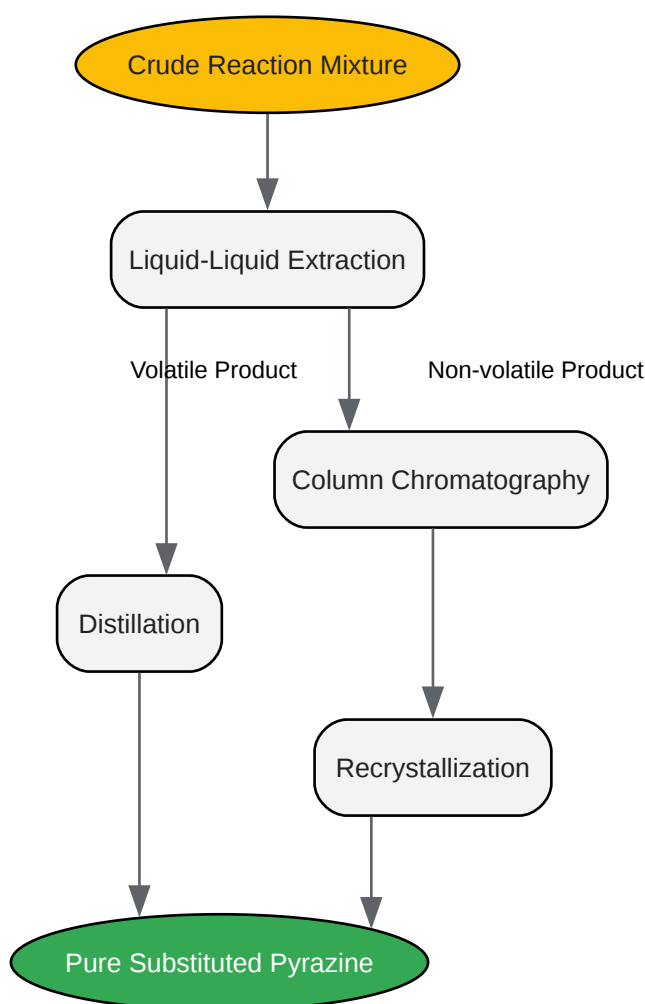 Crude Reaction Mixture
Liquid-Liquid Extraction
Volatile Product
Non-volatile Product
Column Chromatography
Distillation
Recrystallization
Pure Substituted Pyrazine